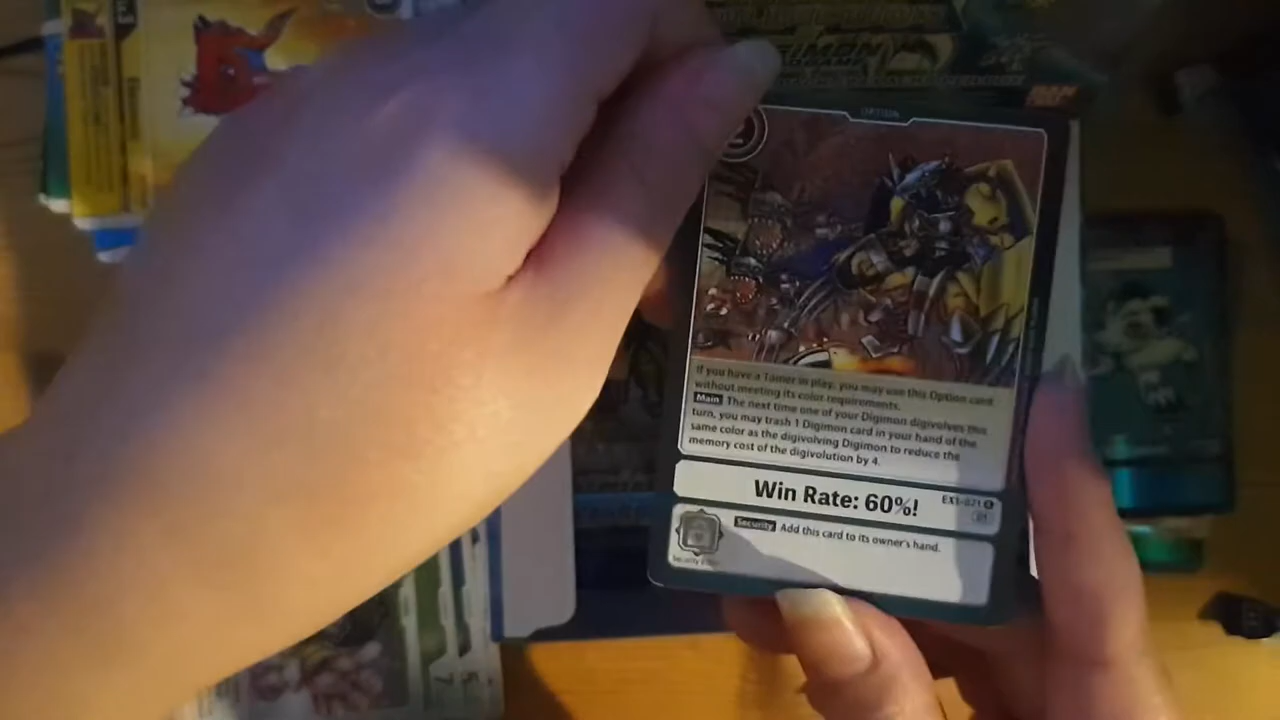 DIGIMON
CARD GAME
OPTION
If you have a Tamer in play, you may use this Option card
without meeting its color requirements.
Main The next time one of your Digimon digivolves this
turn, you may trash 1 Digimon card in your hand of the
same color as the digivolving Digimon to reduce the
memory cost of the digivolution by 4.
Win Rate: 60%!
EX1-071 R
Security Add this card to its owner's hand.